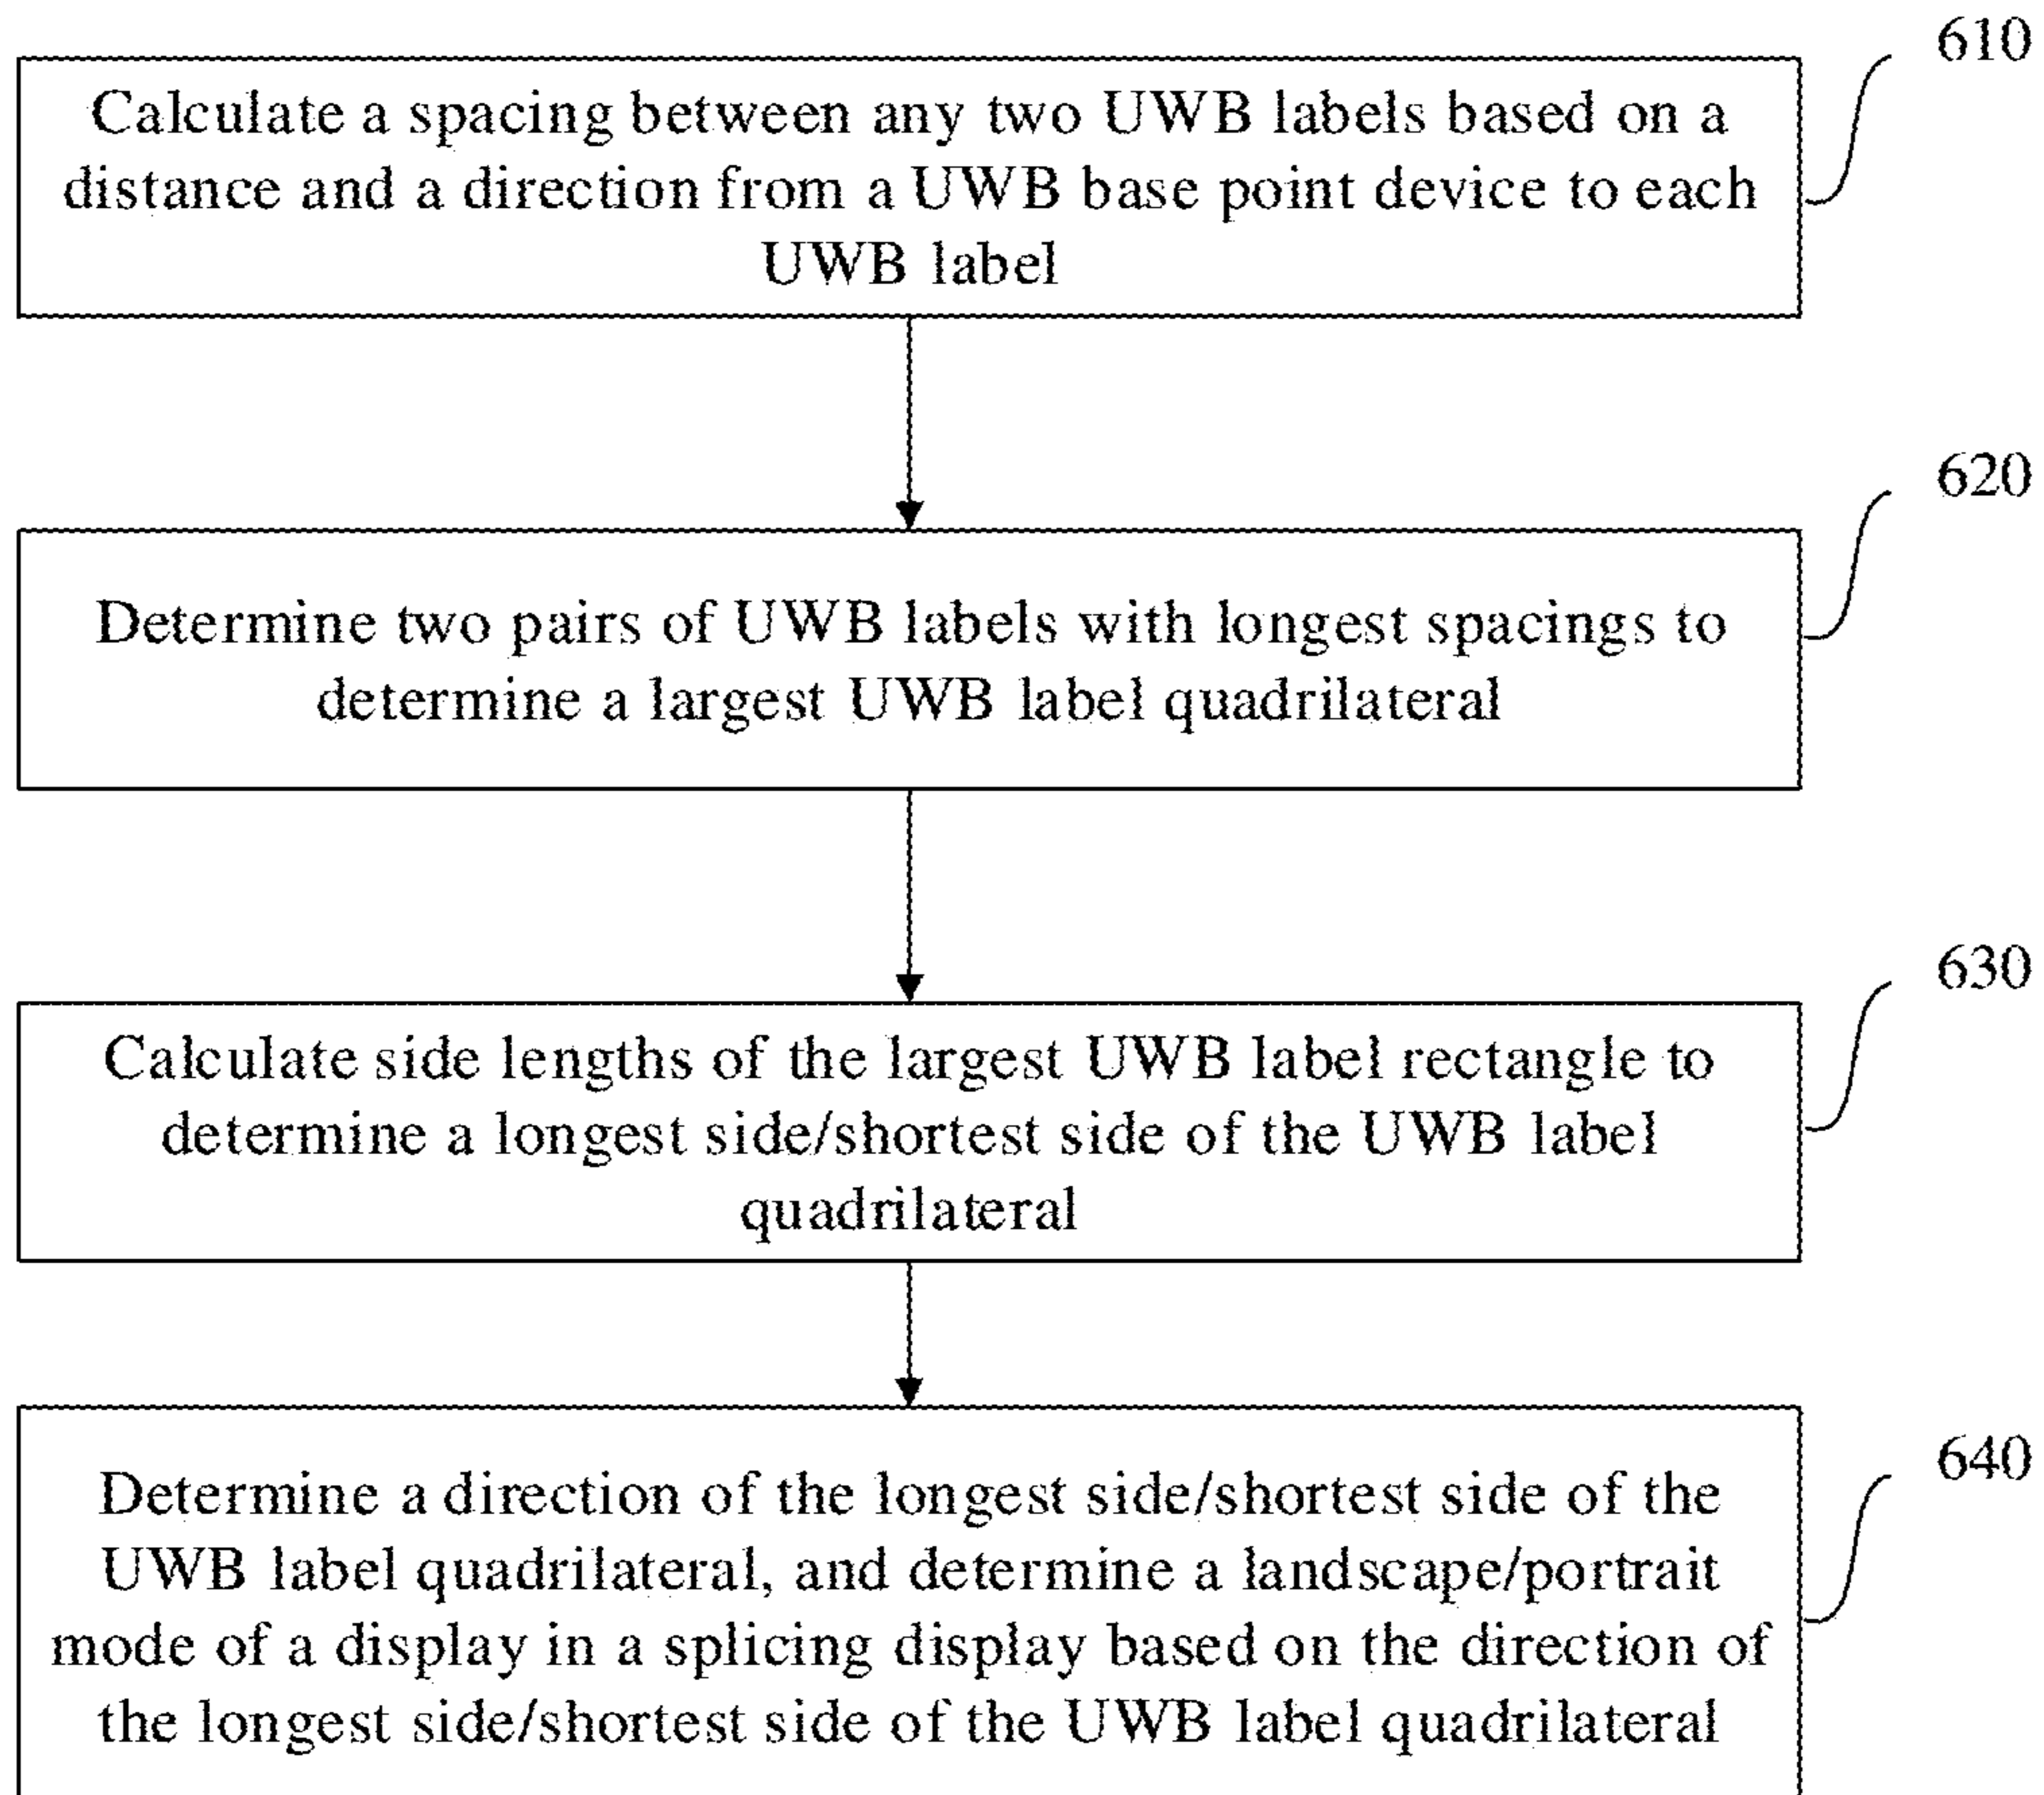 610
Calculate a spacing between any two UWB labels based on a
distance and a direction from a UWB base point device to each
UWB label
620
Determine two pairs of UWB labels with longest spacings to
determine a largest UWB label quadrilateral
630
Calculate side lengths of the largest UWB label rectangle to
determine a longest side/shortest side of the UWB label
quadrilateral
640
Determine a direction of the longest side/shortest side of the
UWB label quadrilateral, and determine a landscape/portrait
mode of a display in a splicing display based on the direction of
the longest side/shortest side of the UWB label quadrilateral